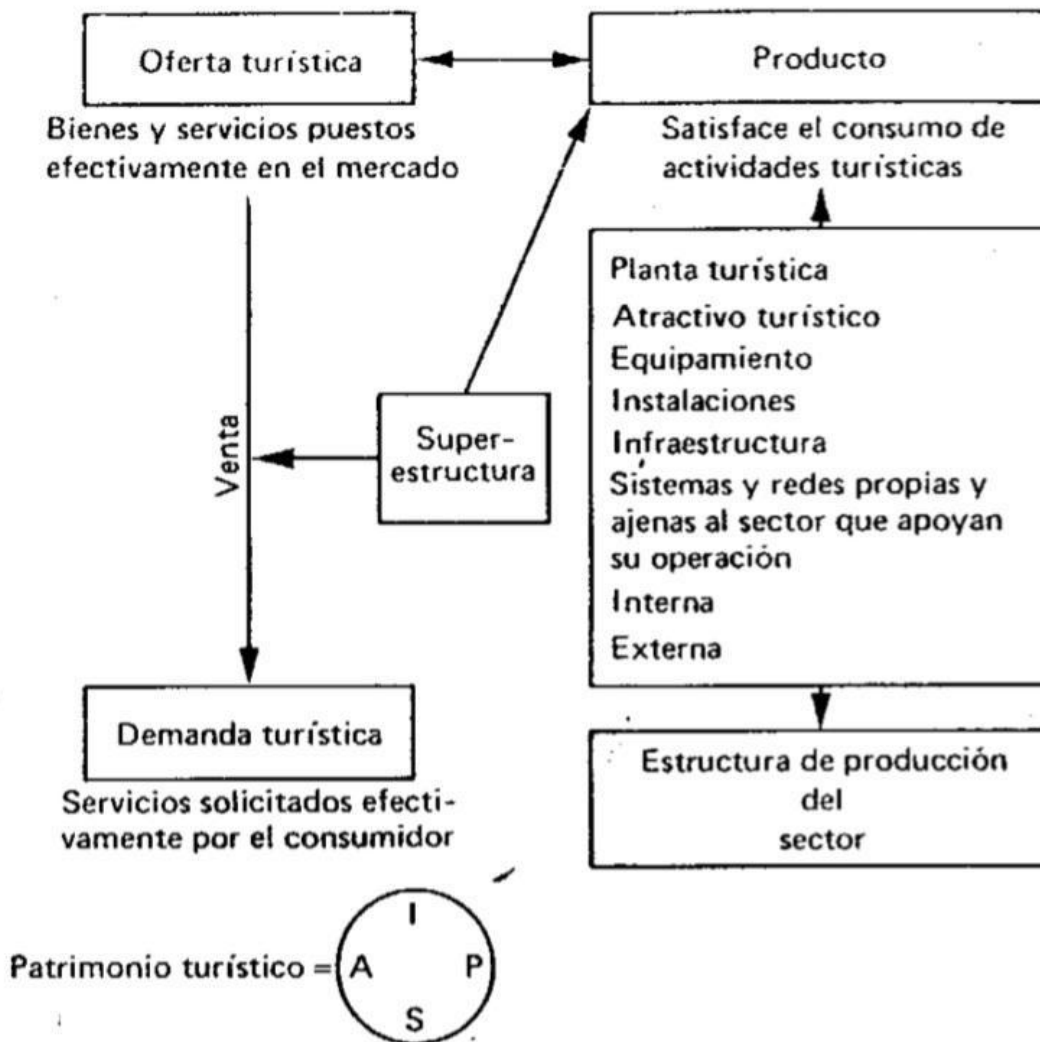 Oferta turística
Bienes y servicios puestos
efectivamente en el mercado
Producto
Satisface el consumo de
actividades turísticas
Planta turística
Atractivo turístico
Equipamiento
Instalaciones
Infraestructura
Sistemas y redes propias y
ajenas al sector que apoyan
su operación
Interna
Externa
Super-
estructura
Venta
Demanda turística
Servicios solicitados efecti-
vamente por el consumidor
Estructura de producción
del
sector
Patrimonio turístico =
I
A P
S